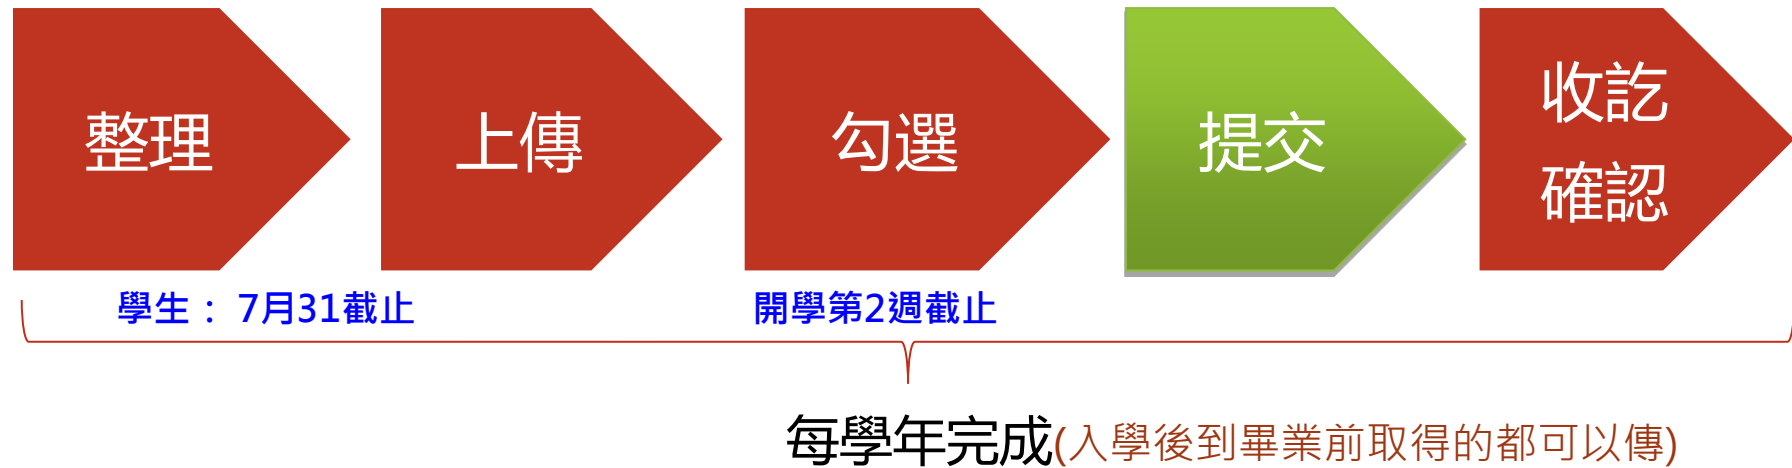 整理
上傳
勾選
提交
收訖
確認
學生： 7月31截止
開學第2週截止
每學年完成(入學後到畢業前取得的都可以傳)